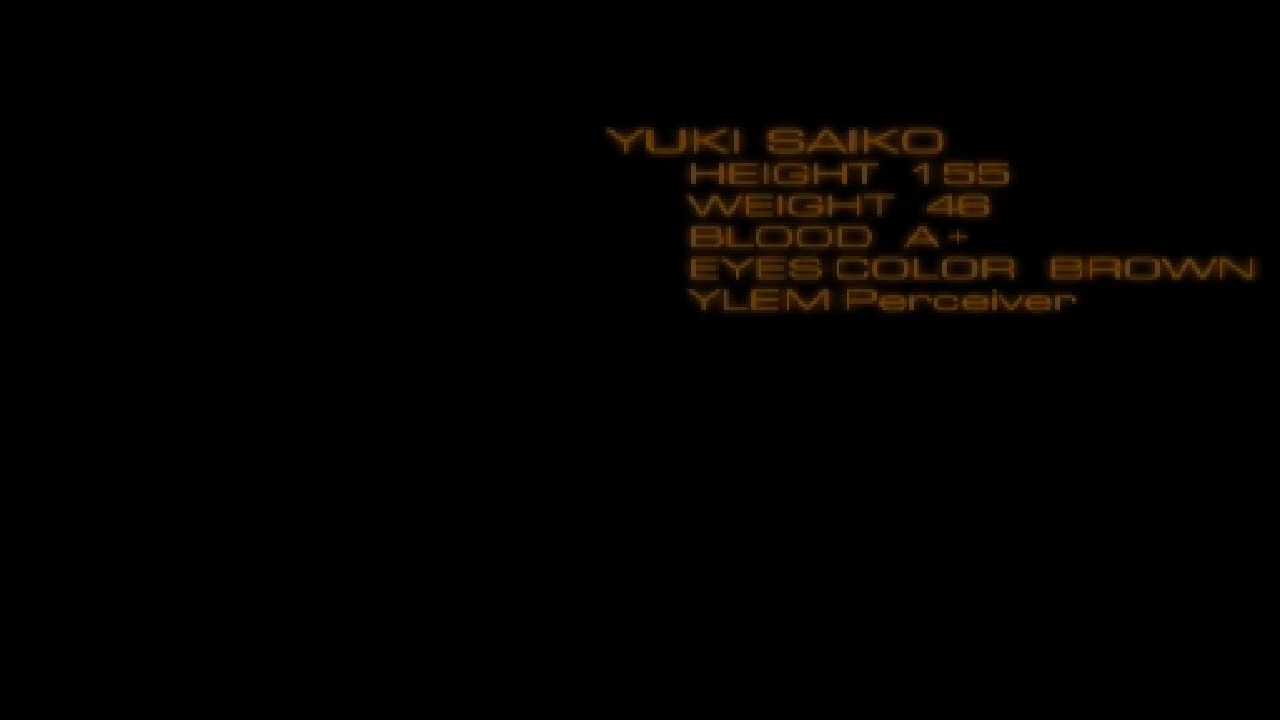 YUKI SAIKO
HEIGHT 155
WEIGHT 46
BLOOD A+
EYES COLOR BROWN
YLEM Perceiver